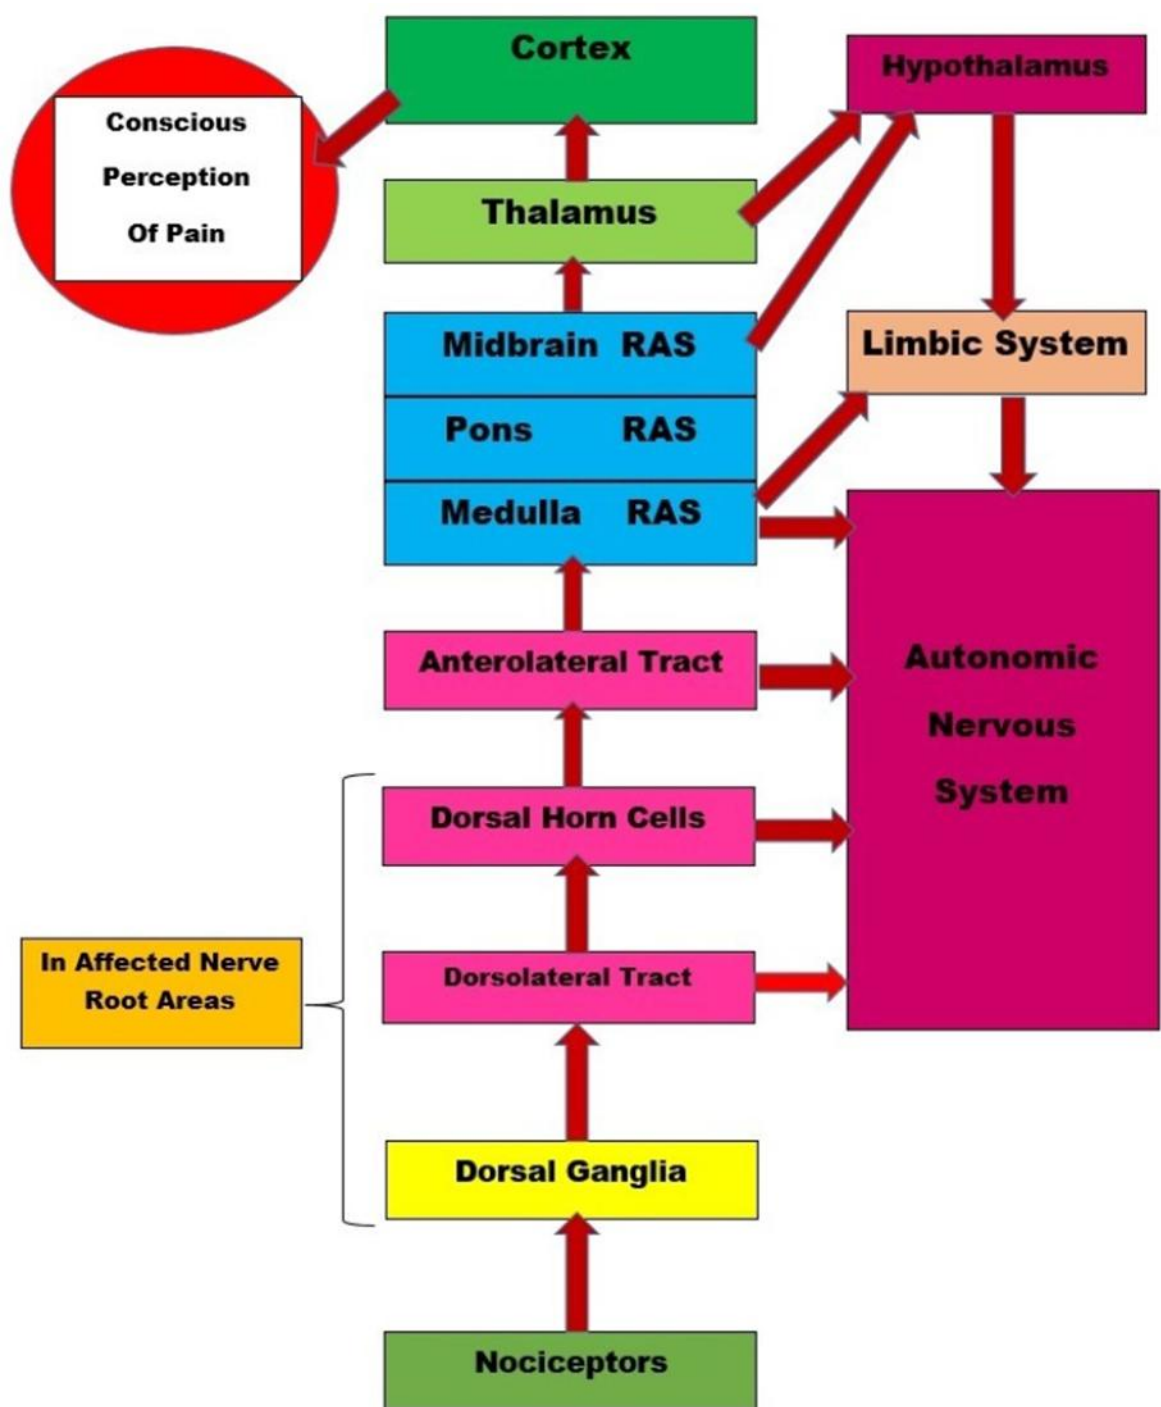 Cortex
Hypothalamus
Conscious
Perception
Of Pain
Thalamus
Midbrain RAS
Limbic System
Pons RAS
Medulla RAS
Anterolateral Tract
Autonomic
Nervous
System
Dorsal Horn Cells
In Affected Nerve
Root Areas
Dorsolateral Tract
Dorsal Ganglia
Nociceptors